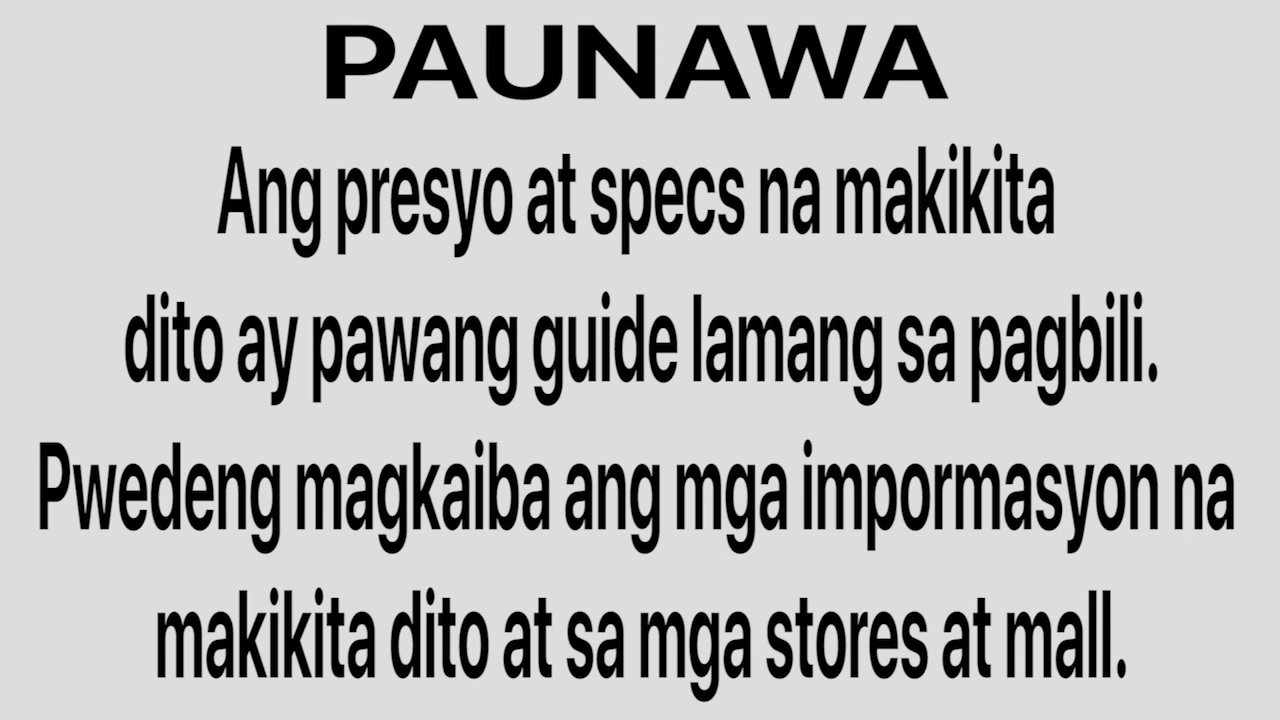 PAUNAWA
Ang presyo at specs na makikita
dito ay pawang guide lamang sa pagbili.
Pwedeng magkaiba ang mga impormasyon na
makikita dito at sa mga stores at mall.